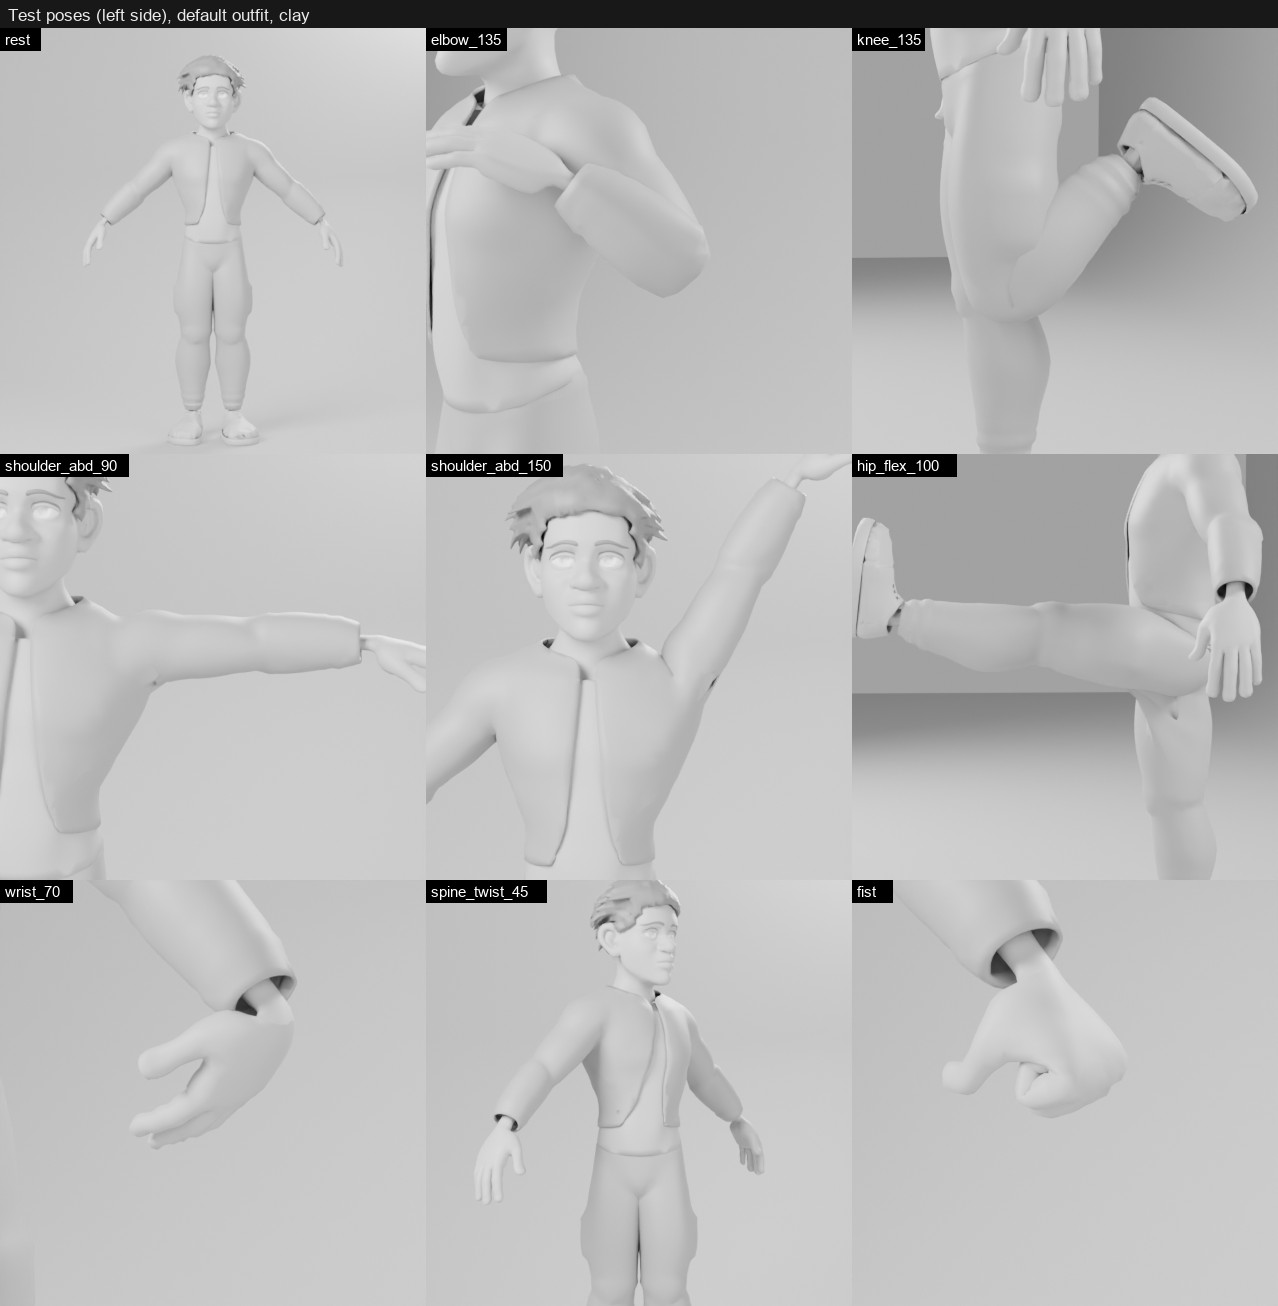 Test poses (left side), default outfit, clay
rest
elbow_135
knee_135
shoulder_abd_90
shoulder_abd_150
hip_flex_100
wrist_70
spine_twist_45
fist